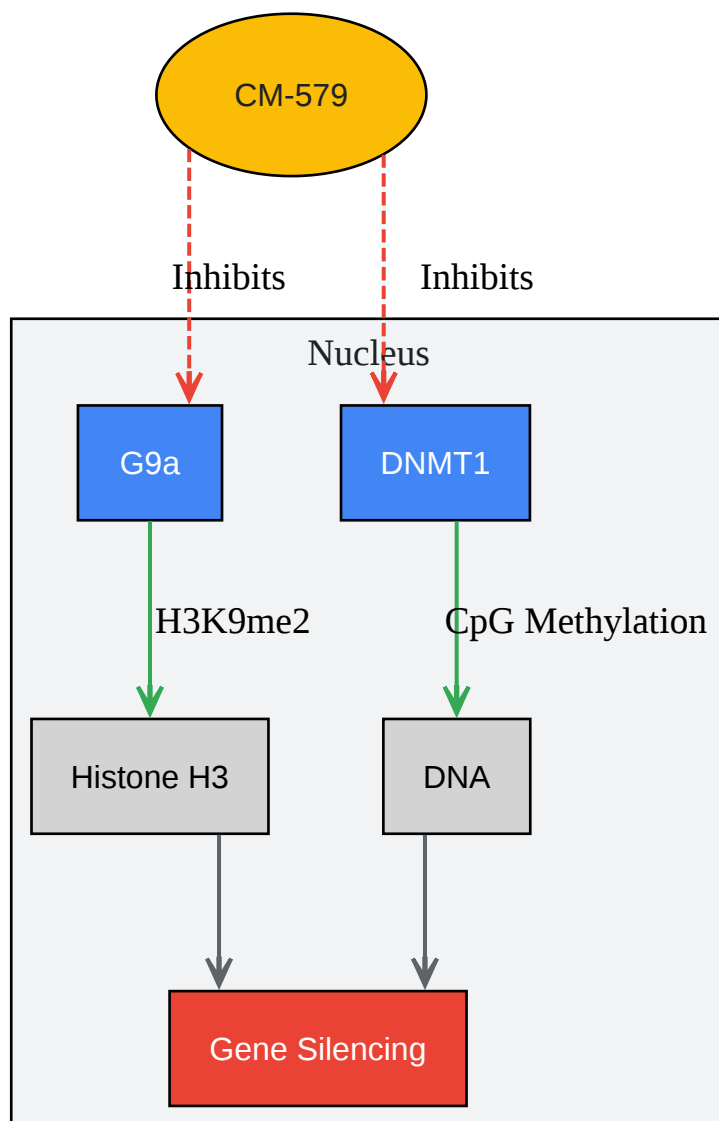 CM-579
Inhibits
Inhibits
Nucleus
G9a
DNMT1
H3K9me2
CpG Methylation
Histone H3
DNA
Gene Silencing